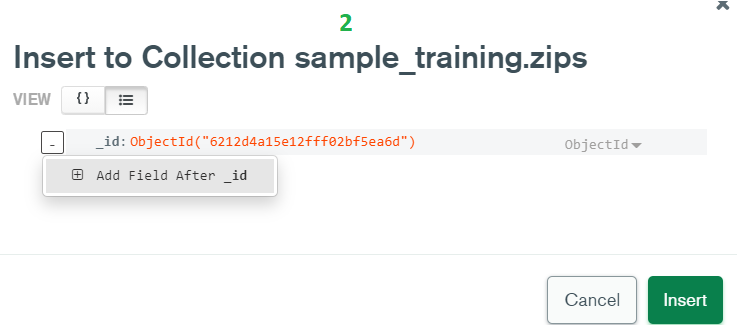 2
Insert to Collection sample_training.zips
VIEW {}
- _id: ObjectId("6212d4a15e12fff02bf5ea6d") ObjectId
Add Field After _id
Cancel Insert